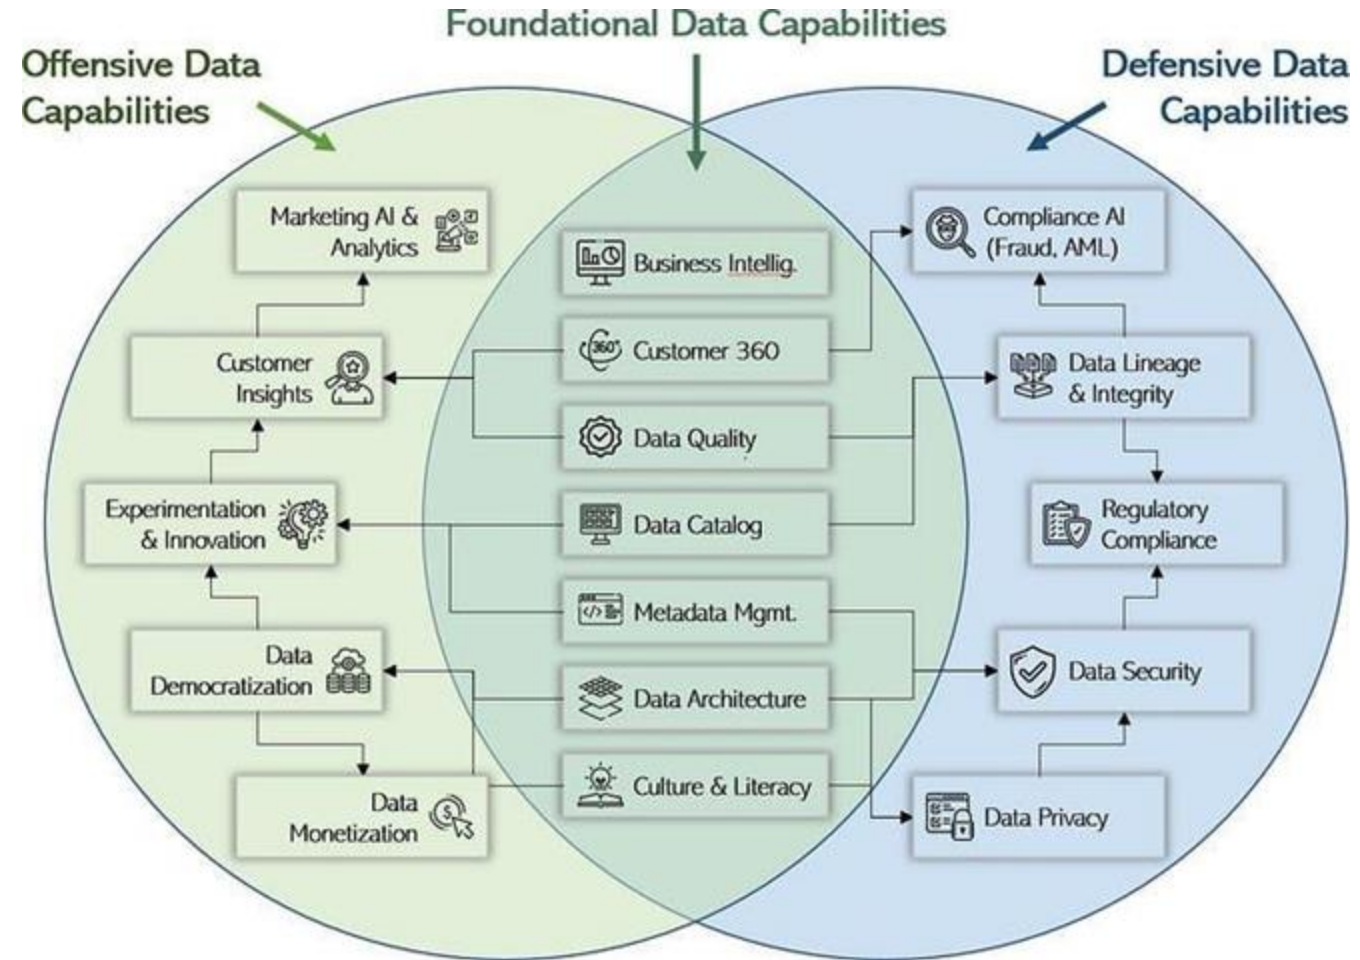 Foundational Data Capabilities
Offensive Data
Capabilities
Defensive Data
Capabilities
Marketing AI &
Analytics
Customer
Insights
Experimentation
& Innovation
Data
Democratization
Data
Monetization
Business Intellig.
360°
Customer 360
Data Quality
Data Catalog
</>
Metadata Mgmt.
Data Architecture
Culture & Literacy
Compliance AI
(Fraud, AML)
Data Lineage
& Integrity
Regulatory
Compliance
Data Security
Data Privacy
$